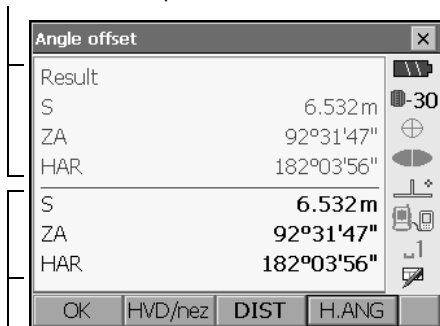 Angle offset
Result
S 6.532m
ZA 92°31'47"
HAR 182°03'56"
S 6.532m
ZA 92°31'47"
HAR 182°03'56"
-30
1
OK HVD/nez DIST H.ANG